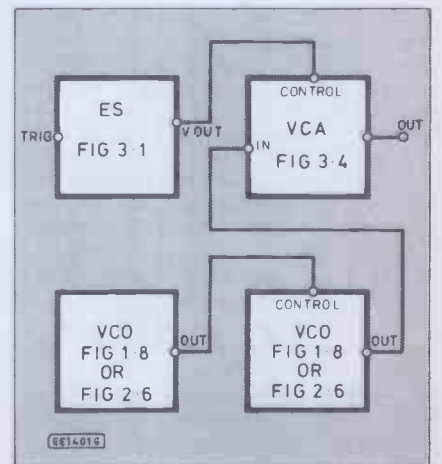 ES
TRIG
V OUT
FIG 3·1
CONTROL
VCA
IN
OUT
FIG 3·4
VCO
OUT
FIG 1·8
OR
FIG 2·6
CONTROL
VCO
OUT
FIG 1·8
OR
FIG 2·6
EE1401G